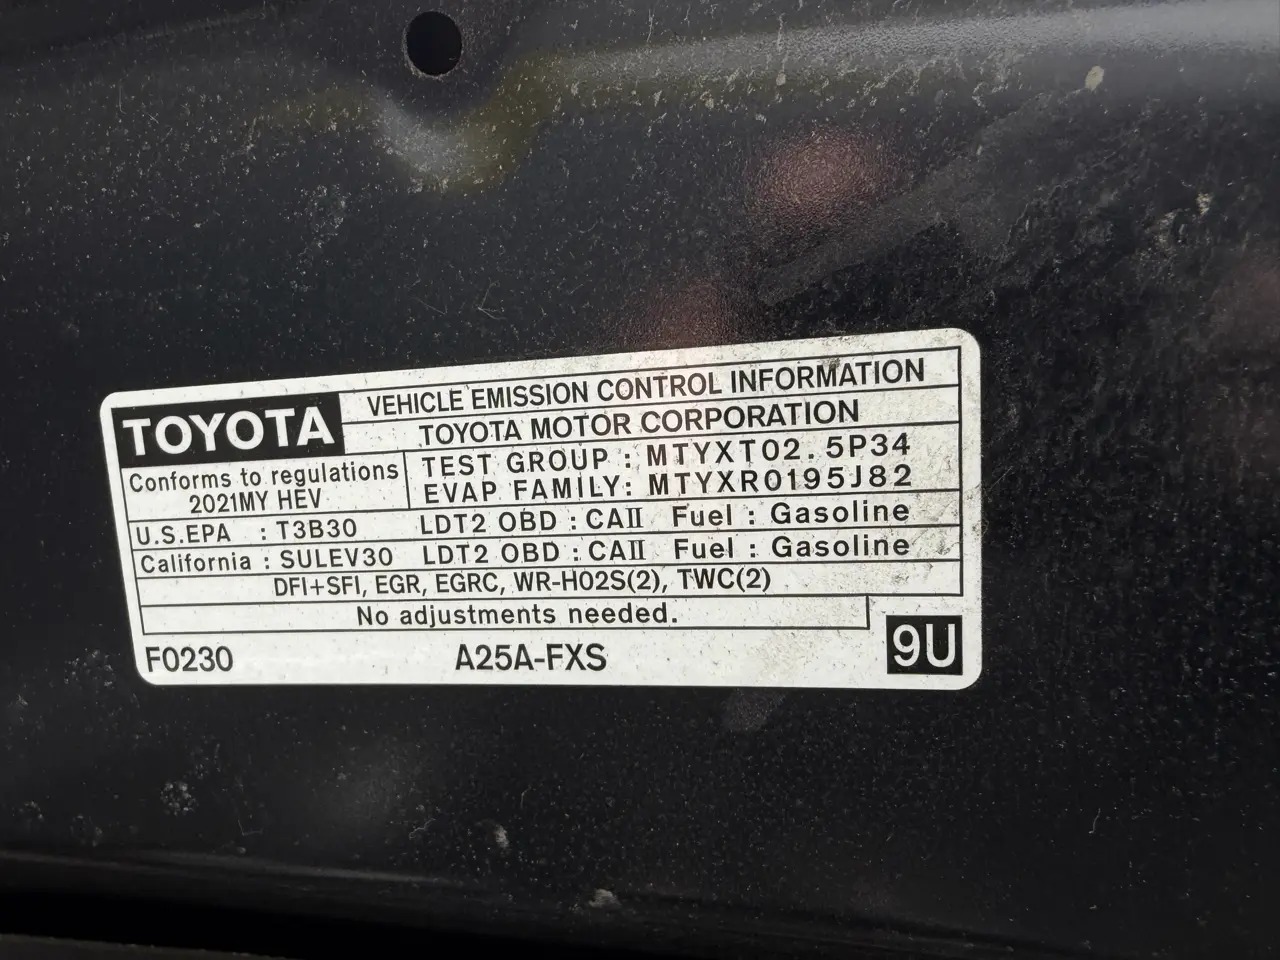 TOYOTA
VEHICLE EMISSION CONTROL INFORMATION
TOYOTA MOTOR CORPORATION
Conforms to regulations
2021MY HEV
TEST GROUP : MTYXT02.5P34
EVAP FAMILY: MTYXR0195J82
U.S.EPA : T3B30 LDT2 OBD : CAII Fuel : Gasoline
California : SULEV30 LDT2 OBD : CAII Fuel : Gasoline
DFI+SFI, EGR, EGRC, WR-HO2S(2), TWC(2)
No adjustments needed.
F0230 A25A-FXS 9U